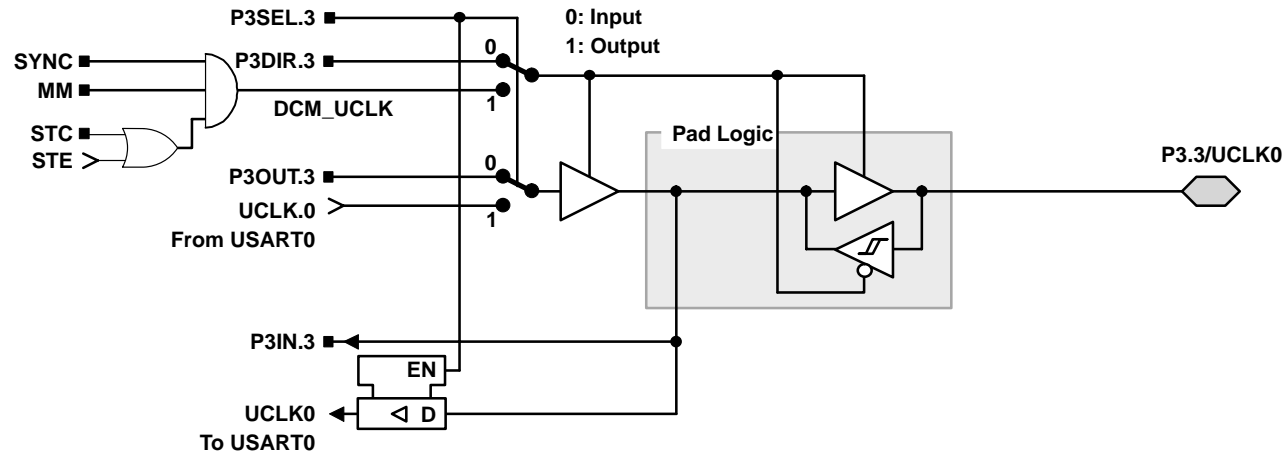 P3SEL.3
0: Input
1: Output
SYNC
P3DIR.3
0
MM
1
DCM_UCLK
STC
STE
Pad Logic
P3OUT.3
0
P3.3/UCLK0
UCLK.0
1
From USART0
P3IN.3
EN
UCLK0
D
To USART0